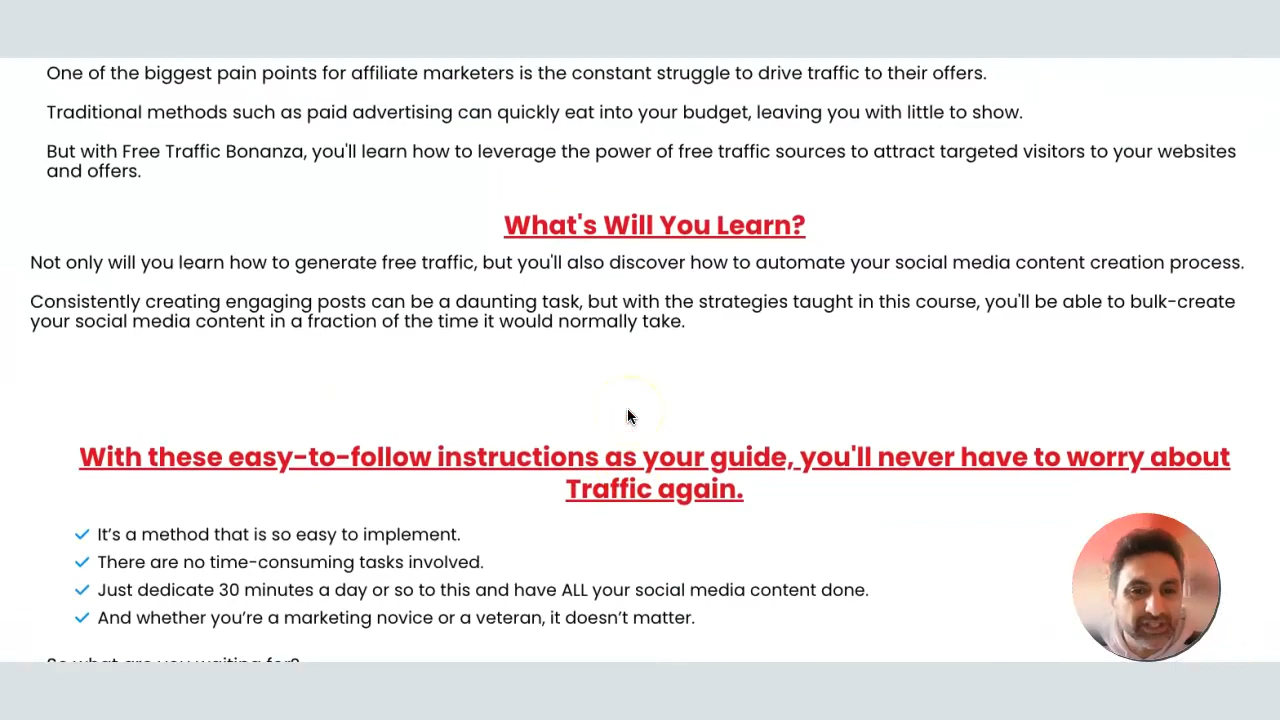 One of the biggest pain points for affiliate marketers is the constant struggle to drive traffic to their offers.
Traditional methods such as paid advertising can quickly eat into your budget, leaving you with little to show.
But with Free Traffic Bonanza, you'll learn how to leverage the power of free traffic sources to attract targeted visitors to your websites
and offers.
What's Will You Learn?
Not only will you learn how to generate free traffic, but you'll also discover how to automate your social media content creation process.
Consistently creating engaging posts can be a daunting task, but with the strategies taught in this course, you'll be able to bulk-create
your social media content in a fraction of the time it would normally take.
With these easy-to-follow instructions as your guide, you'll never have to worry about
Traffic again.
It’s a method that is so easy to implement.
There are no time-consuming tasks involved.
Just dedicate 30 minutes a day or so to this and have ALL your social media content done.
And whether you’re a marketing novice or a veteran, it doesn’t matter.
So what are you waiting for?